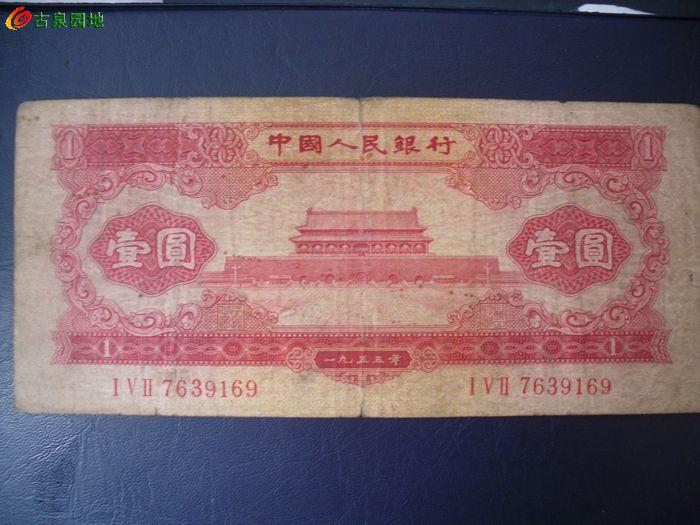 古泉园地
1 中國人民銀行 1
壹圓 壹圓
1 一九五三年 1
I V II 7639169 I V II 7639169